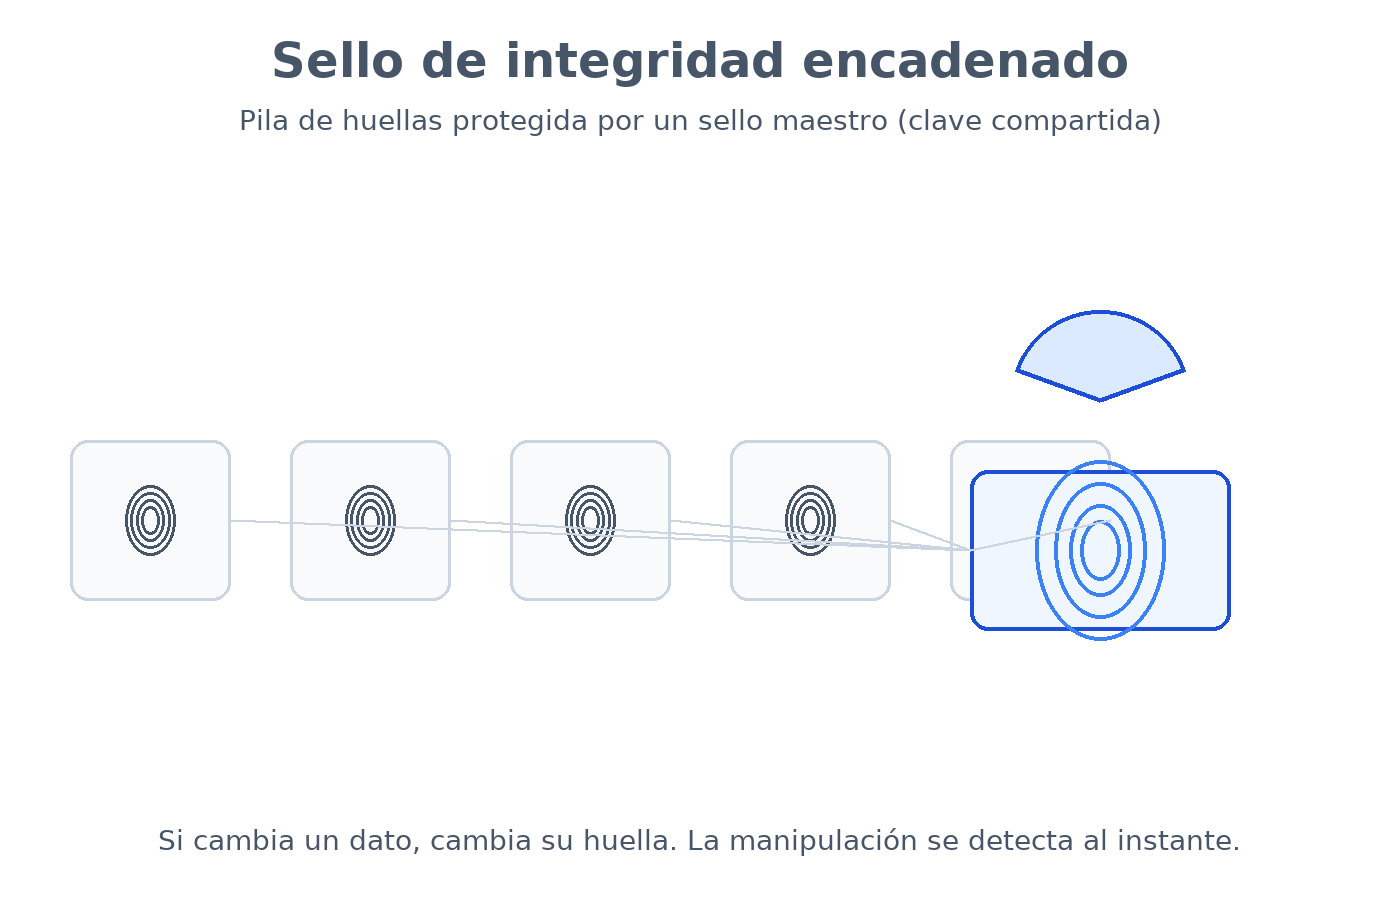 Sello de integridad encadenado
Pila de huellas protegida por un sello maestro (clave compartida)
Si cambia un dato, cambia su huella. La manipulación se detecta al instante.